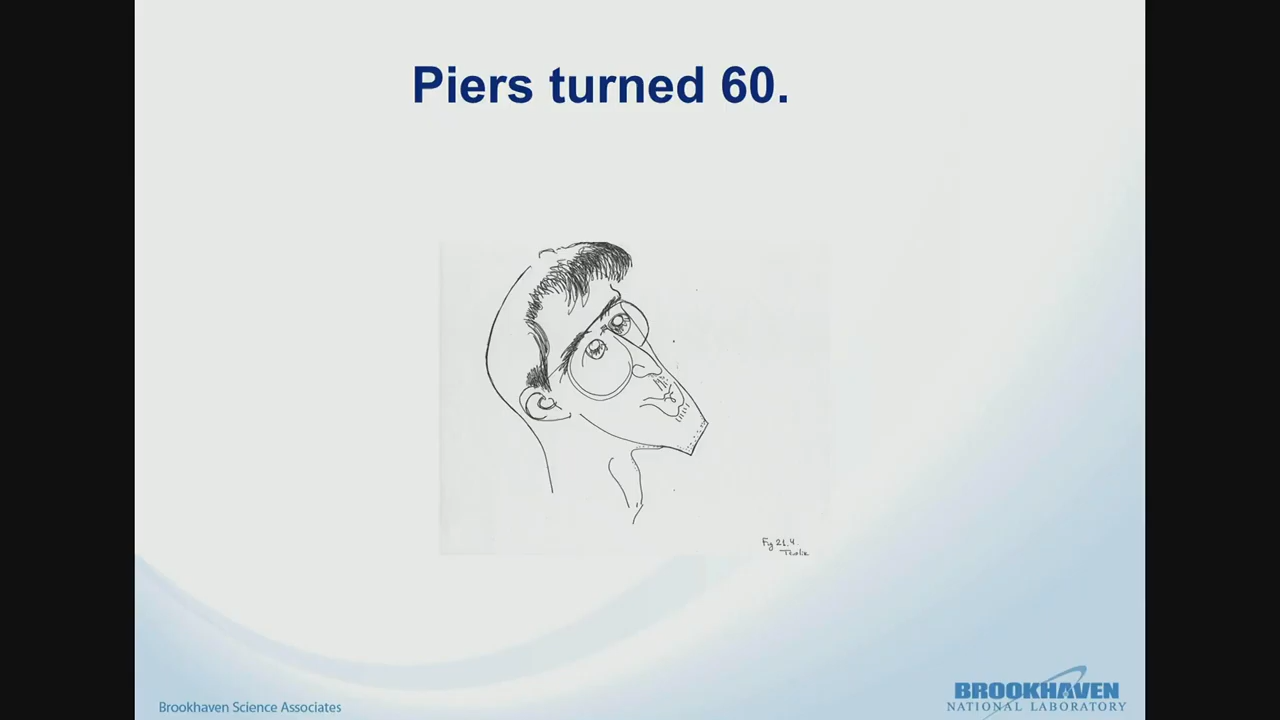 Piers turned 60.
Fig 21.4.
Brookhaven Science Associates
BROOKHAVEN
NATIONAL LABORATORY